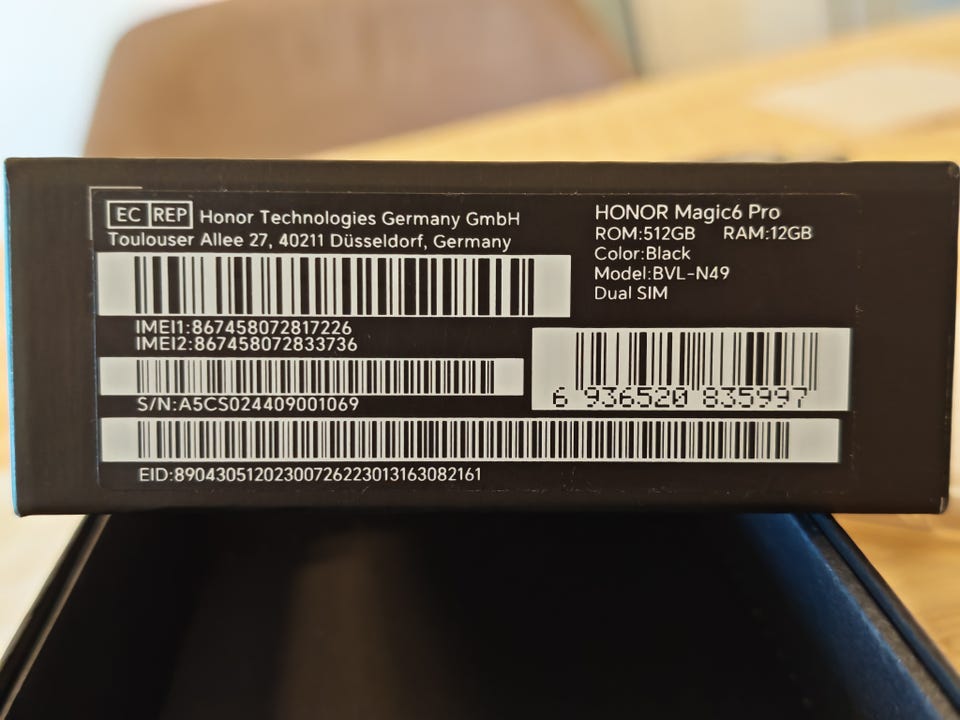 EC REP Honor Technologies Germany GmbH
Toulouser Allee 27, 40211 Düsseldorf, Germany
IMEI1:867458072817226
IMEI2:867458072833736
S/N:A5CS024409001069
EID:89043051202300726223013163082161
HONOR Magic6 Pro
ROM:512GB RAM:12GB
Color:Black
Model:BVL-N49
Dual SIM
6 936520 835997